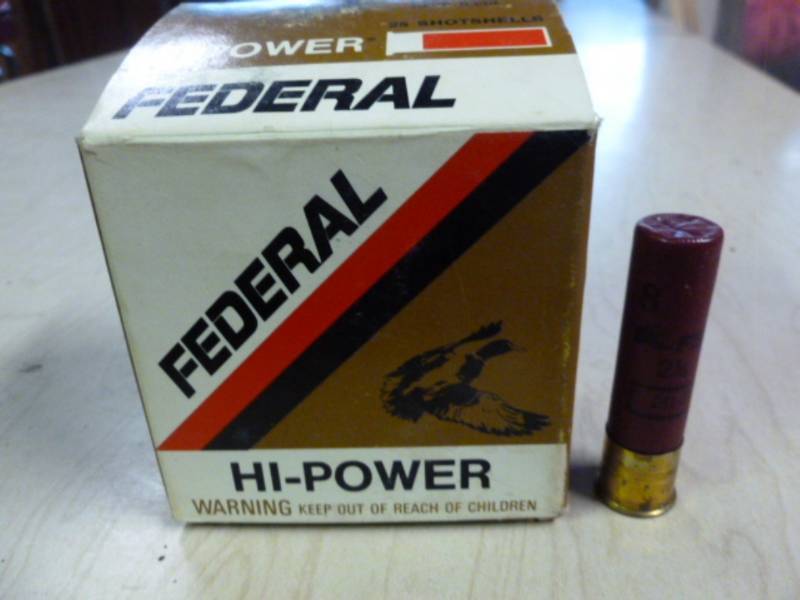 25 SHOTSHELLS
POWER
FEDERAL
FEDERAL
HI-POWER
WARNING KEEP OUT OF REACH OF CHILDREN
R